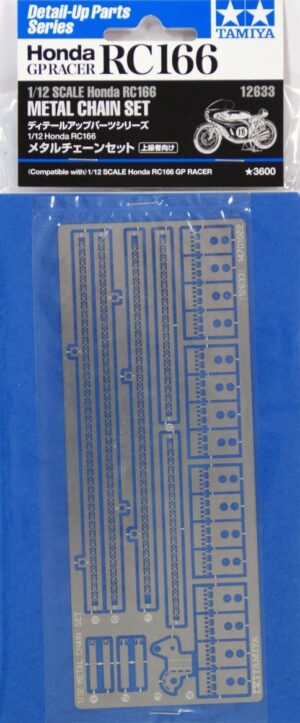 Detail-Up Parts
Series
TAMIYA
Honda
GP RACER
RC166
1/12 SCALE Honda RC166
12633
METAL CHAIN SET
ディテールアップパーツシリーズ
1/12 Honda RC166
メタルチェーンセット
上級者向け
16
(Compatible with) 1/12 SCALE Honda RC166 GP RACER
★3600
1/12 METAL CHAIN SET
TAMIYA